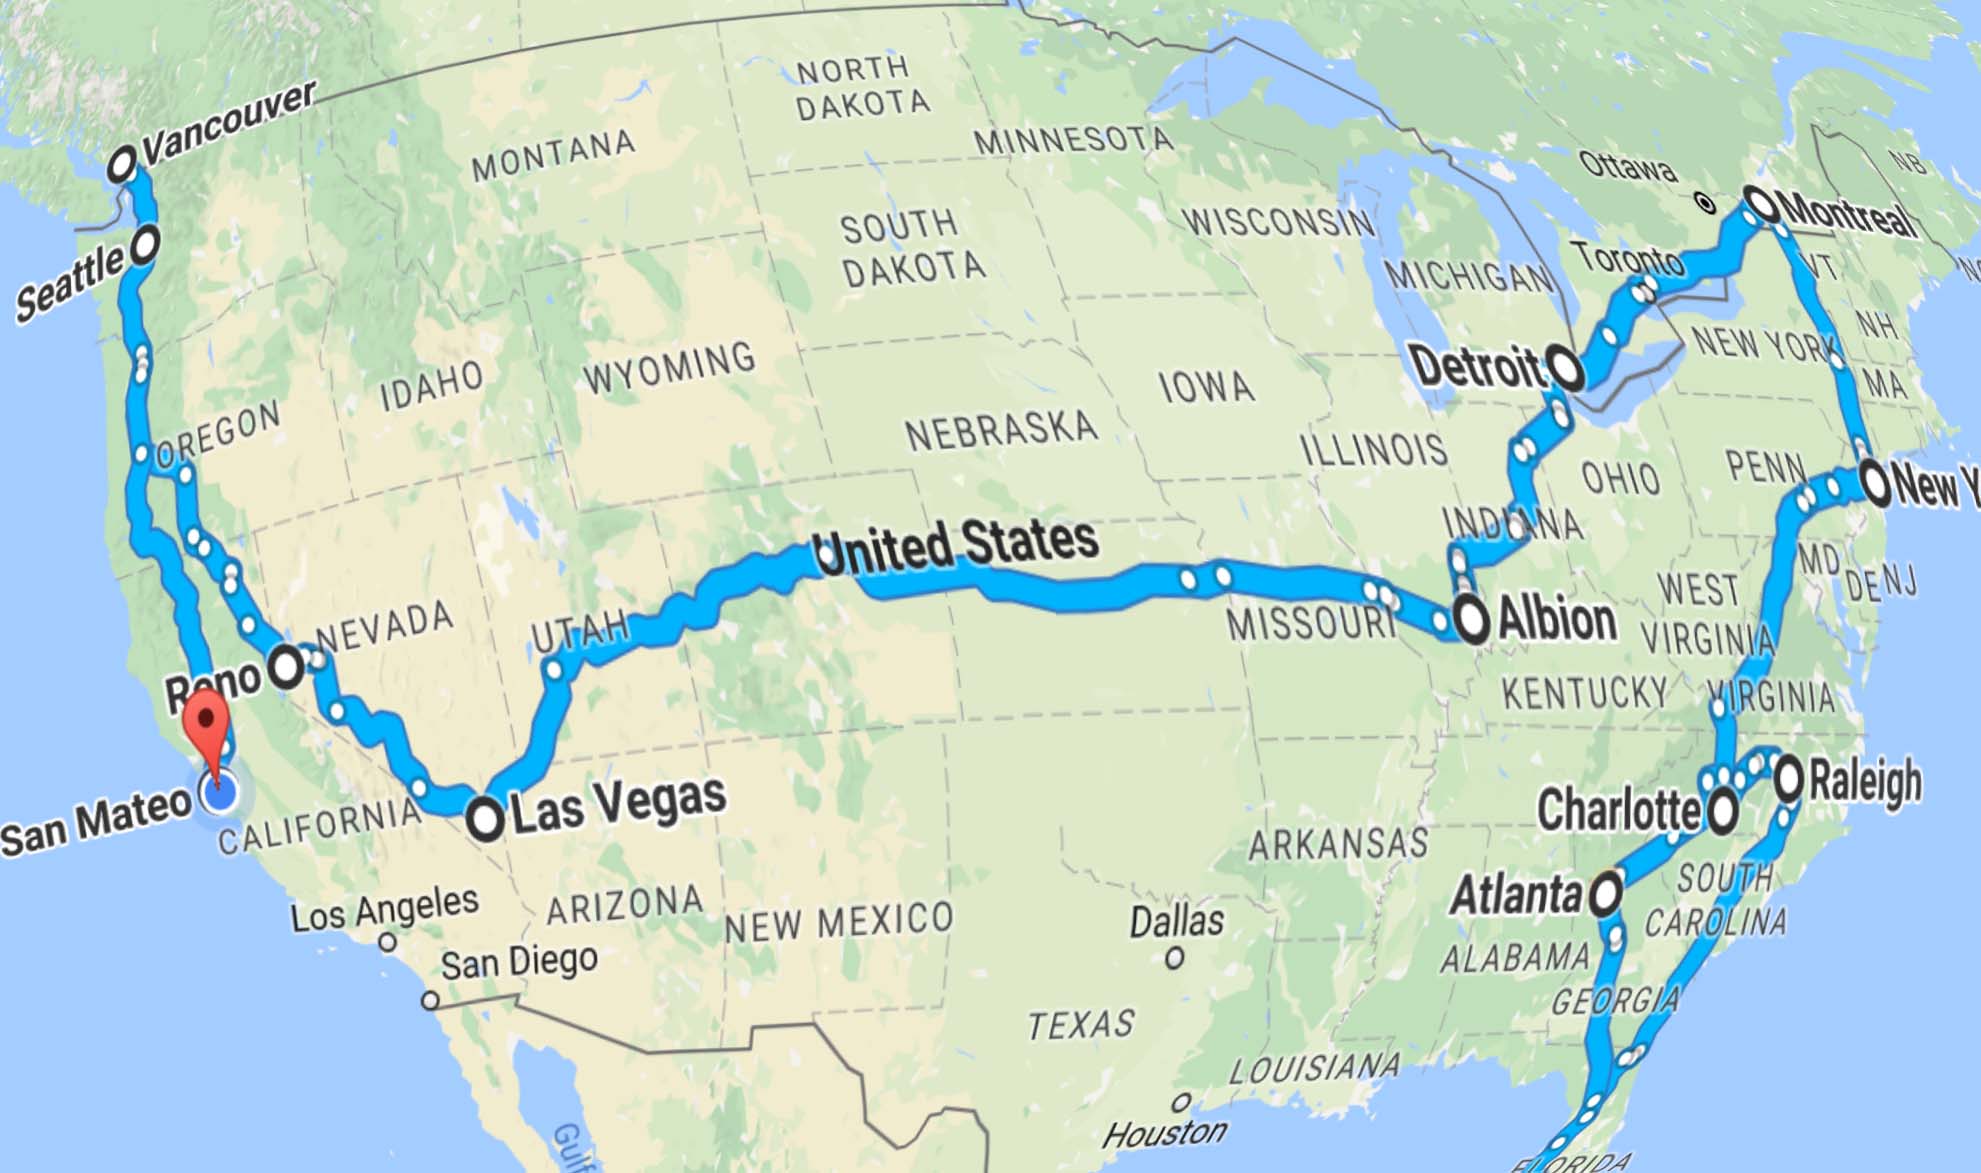 NORTH
DAKOTA
Vancouver
MINNESOTA
MONTANA
Ottawa
NB
Montreal
SOUTH
DAKOTA
WISCONSIN
Seattle
MICHIGAN
Toronto
VT
NH
NEW YORK
MA
Detroit
WYOMING
IDAHO
IOWA
NEBRASKA
OREGON
ILLINOIS
OHIO
PENN
New Y
United States
INDIANA
MD
DE
NJ
WEST
VIRGINIA
NEVADA
UTAH
MISSOURI
Albion
Reno
KENTUCKY
VIRGINIA
San Mateo
CALIFORNIA
Las Vegas
Raleigh
Charlotte
ARKANSAS
SOUTH
CAROLINA
Atlanta
Los Angeles
ARIZONA
NEW MEXICO
Dallas
San Diego
ALABAMA
GEORGIA
TEXAS
LOUISIANA
Houston
Gulf
FLORIDA